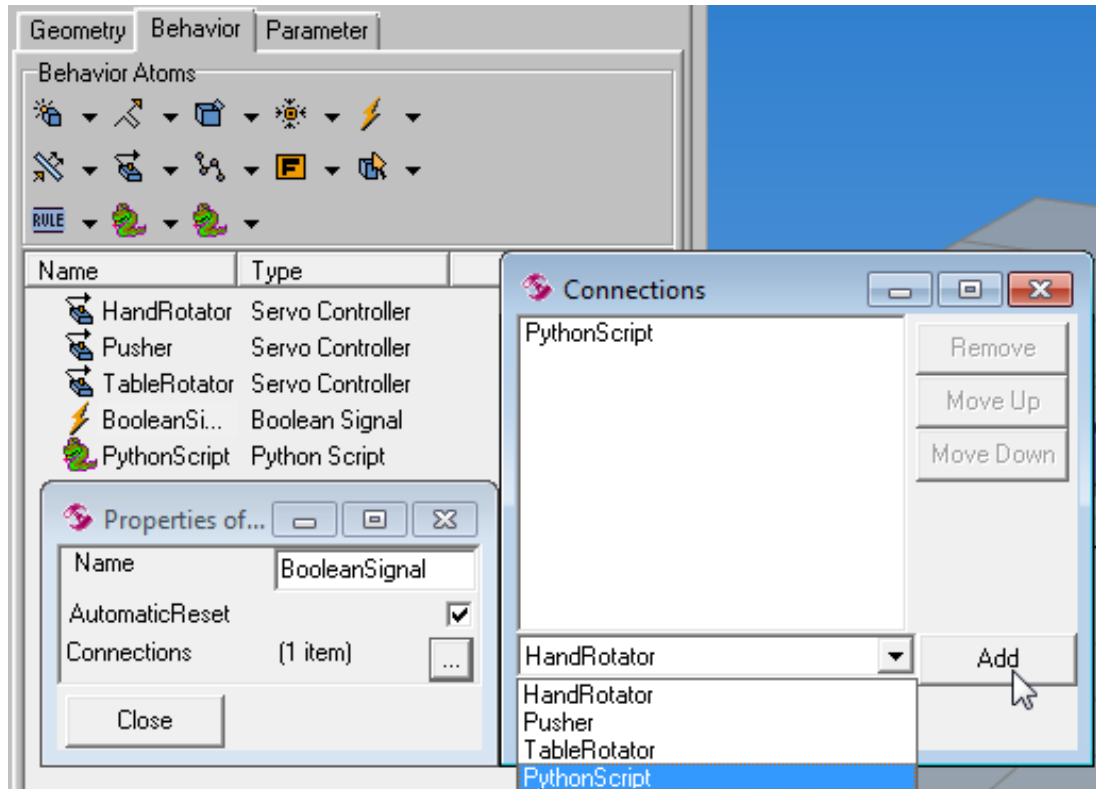 Geometry Behavior Parameter
Behavior Atoms
F
RULE
Name Type
HandRotator Servo Controller
Pusher Servo Controller
TableRotator Servo Controller
BooleanSi... Boolean Signal
PythonScript Python Script
Properties of...
Name BooleanSignal
AutomaticReset
Connections (1 item) ...
Close
Connections
PythonScript
Remove
Move Up
Move Down
HandRotator Add
HandRotator
Pusher
TableRotator
PythonScript